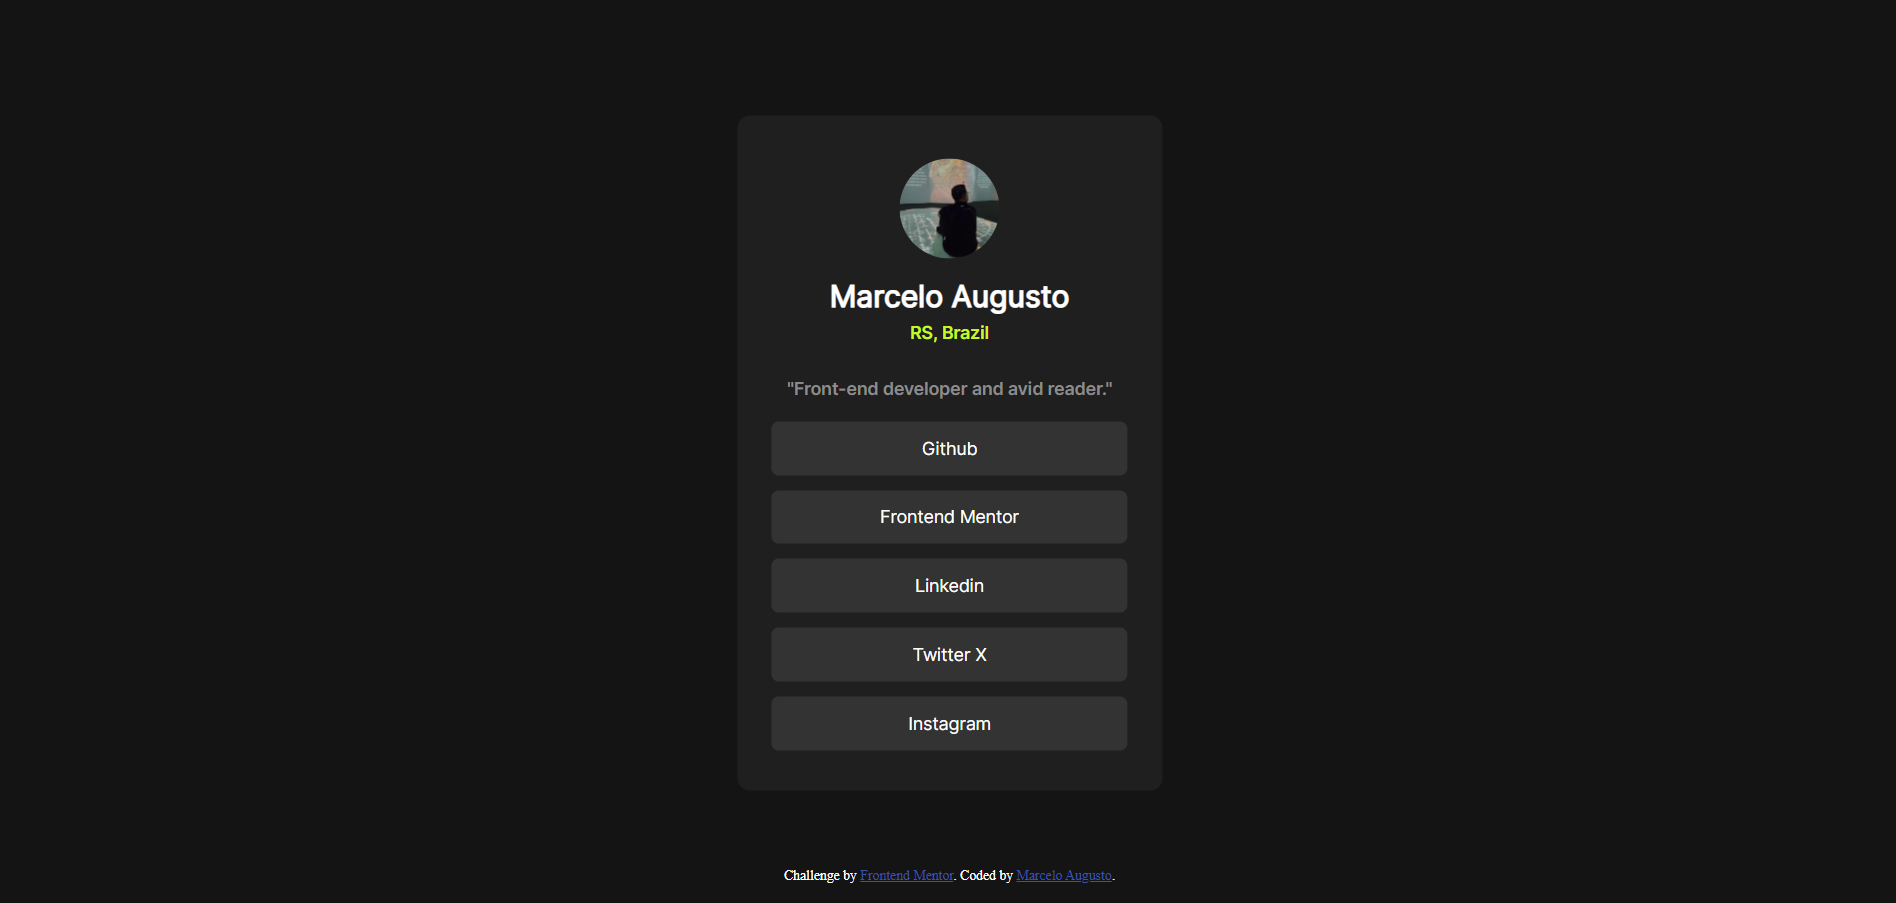 Marcelo Augusto
RS, Brazil
"Front-end developer and avid reader."
Github
Frontend Mentor
Linkedin
Twitter X
Instagram
Challenge by Frontend Mentor. Coded by Marcelo Augusto.